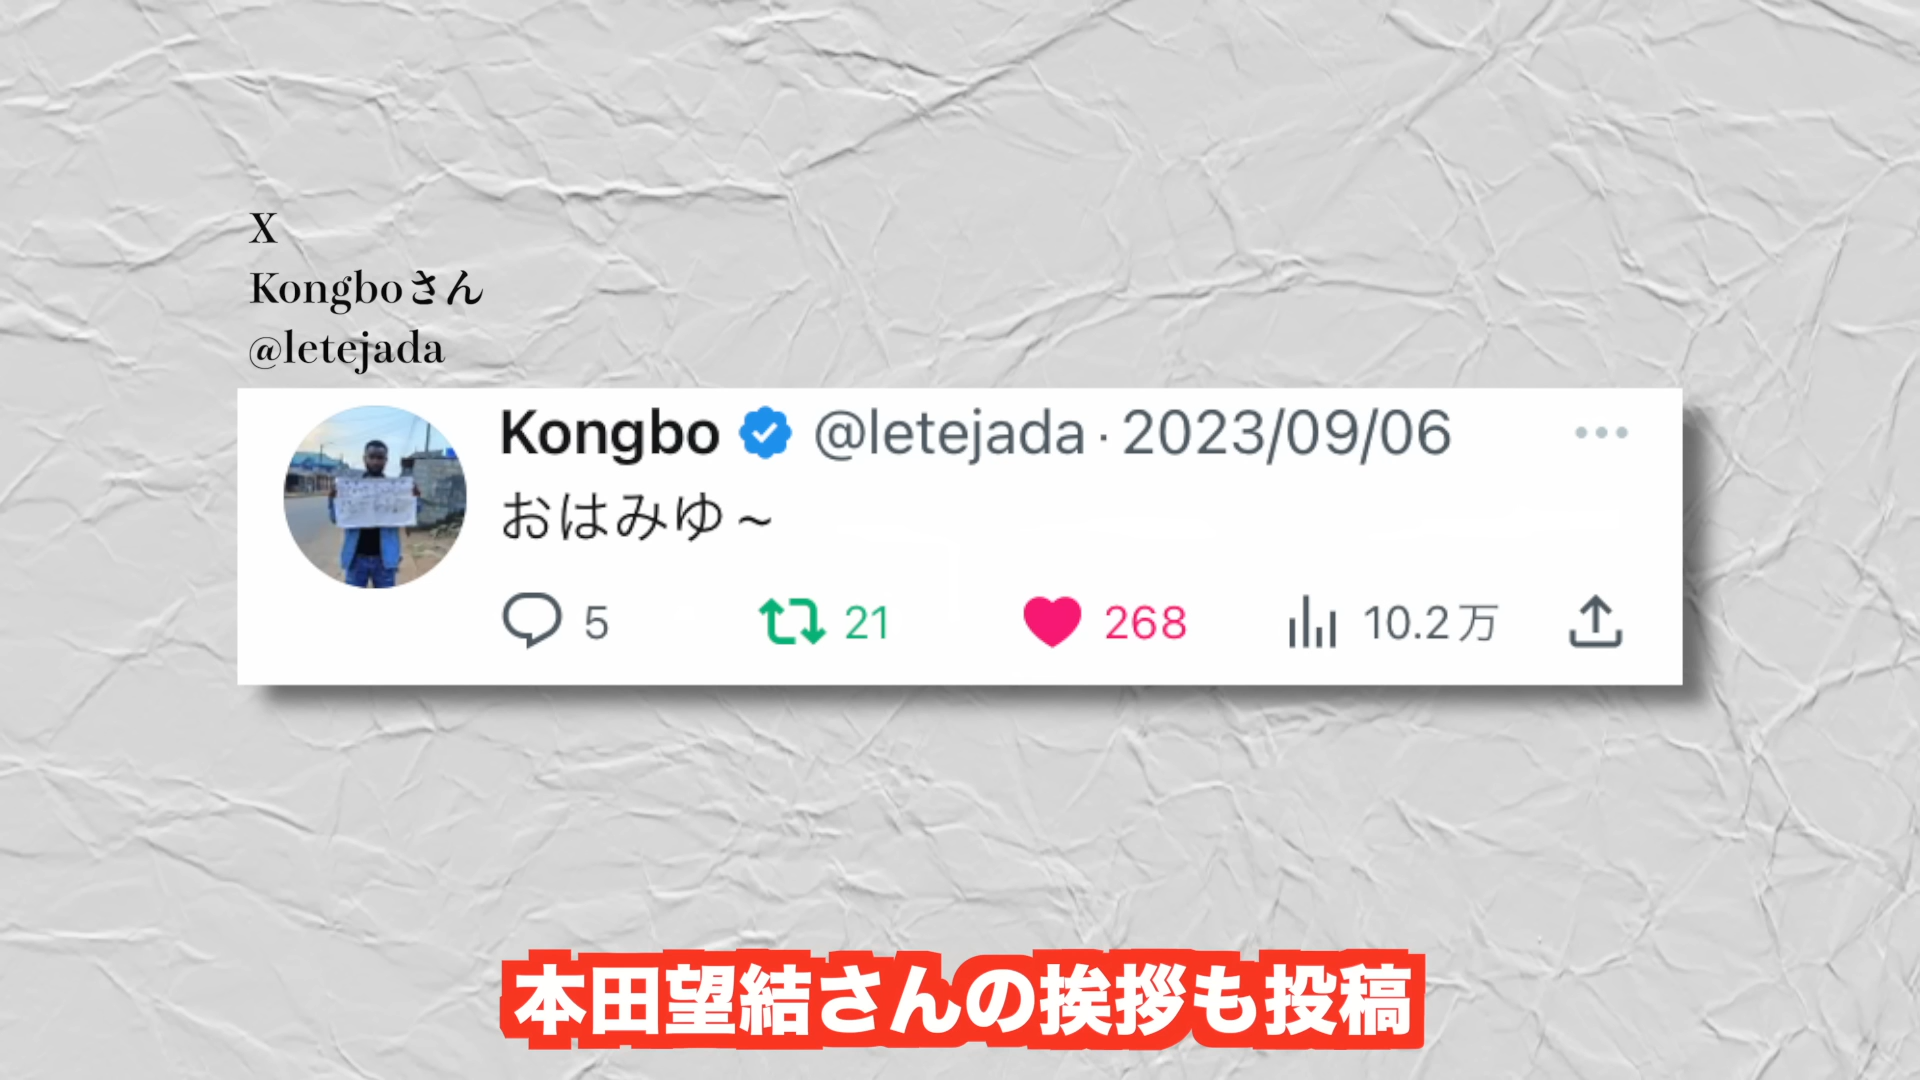 X
Kongboさん
@letejada
Kongbo @letejada · 2023/09/06
おはみゆ~
5 21 268 10.2万
本田望結さんの挨拶も投稿